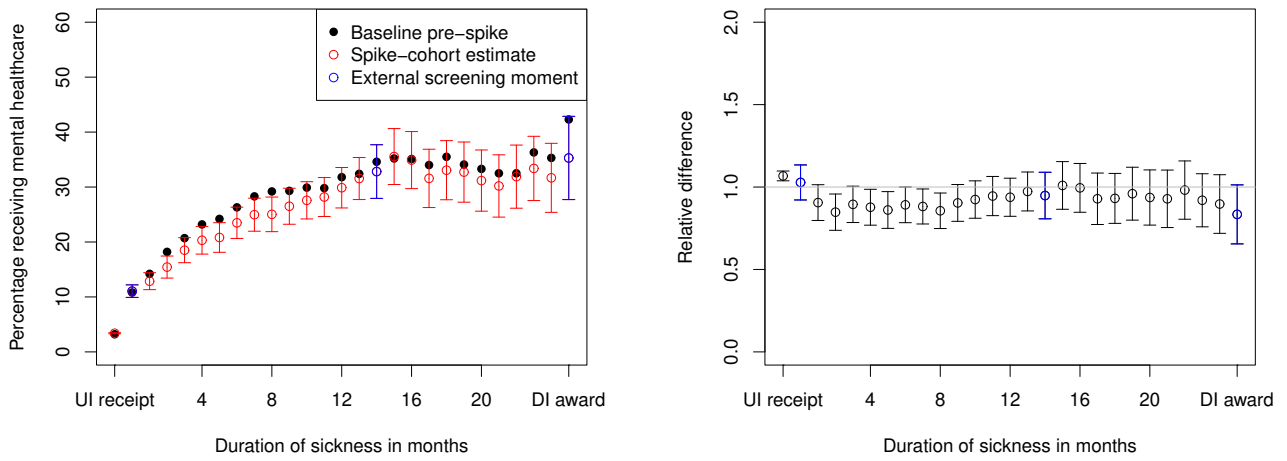 Percentage receiving mental healthcare
60
50
40
30
20
10
0
Baseline pre−spike
Spike−cohort estimate
External screening moment
UI receipt 4 8 12 16 20 DI award
Duration of sickness in months
Relative difference
2.0
1.5
1.0
0.5
0.0
UI receipt 4 8 12 16 20 DI award
Duration of sickness in months